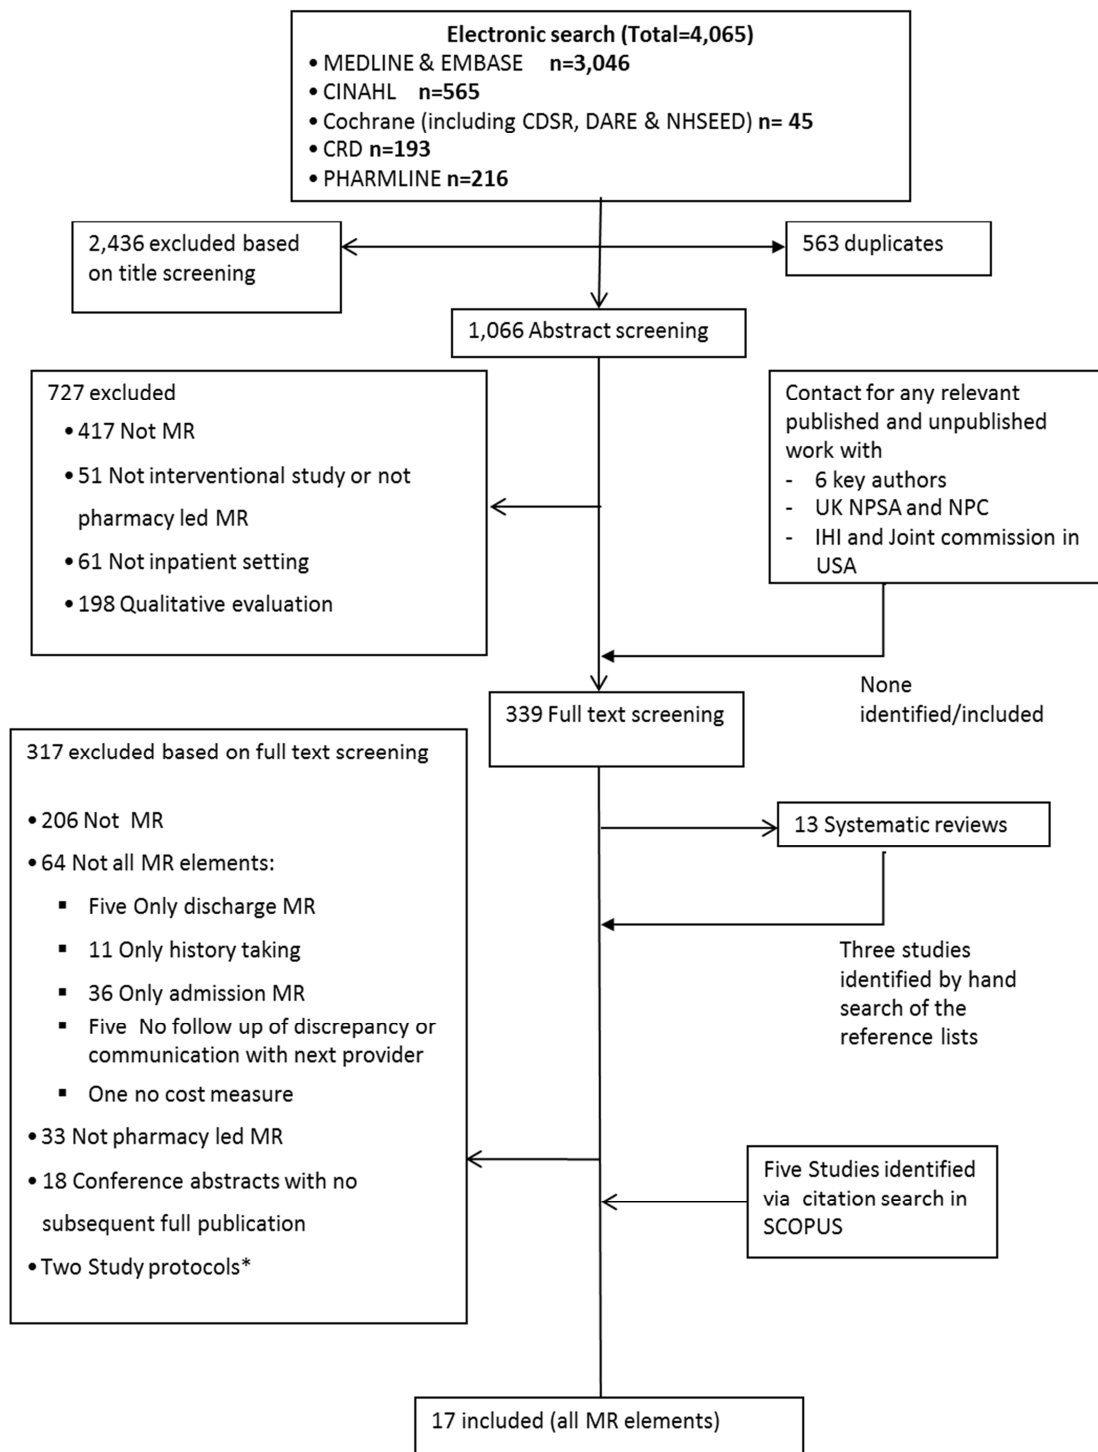 Electronic search (Total=4,065)
• MEDLINE & EMBASE n=3,046
• CINAHL n=565
• Cochrane (including CDSR, DARE & NHSEED) n= 45
• CRD n=193
• PHARMLINE n=216
2,436 excluded based
on title screening
563 duplicates
1,066 Abstract screening
727 excluded
• 417 Not MR
• 51 Not interventional study or not
pharmacy led MR
• 61 Not inpatient setting
• 198 Qualitative evaluation
Contact for any relevant
published and unpublished
work with
- 6 key authors
- UK NPSA and NPC
- IHI and Joint commission in
USA
None
identified/included
339 Full text screening
317 excluded based on full text screening
• 206 Not MR
• 64 Not all MR elements:
▪ Five Only discharge MR
▪ 11 Only history taking
▪ 36 Only admission MR
▪ Five No follow up of discrepancy or
communication with next provider
▪ One no cost measure
• 33 Not pharmacy led MR
• 18 Conference abstracts with no
subsequent full publication
• Two Study protocols*
13 Systematic reviews
Three studies
identified by hand
search of the
reference lists
Five Studies identified
via citation search in
SCOPUS
17 included (all MR elements)